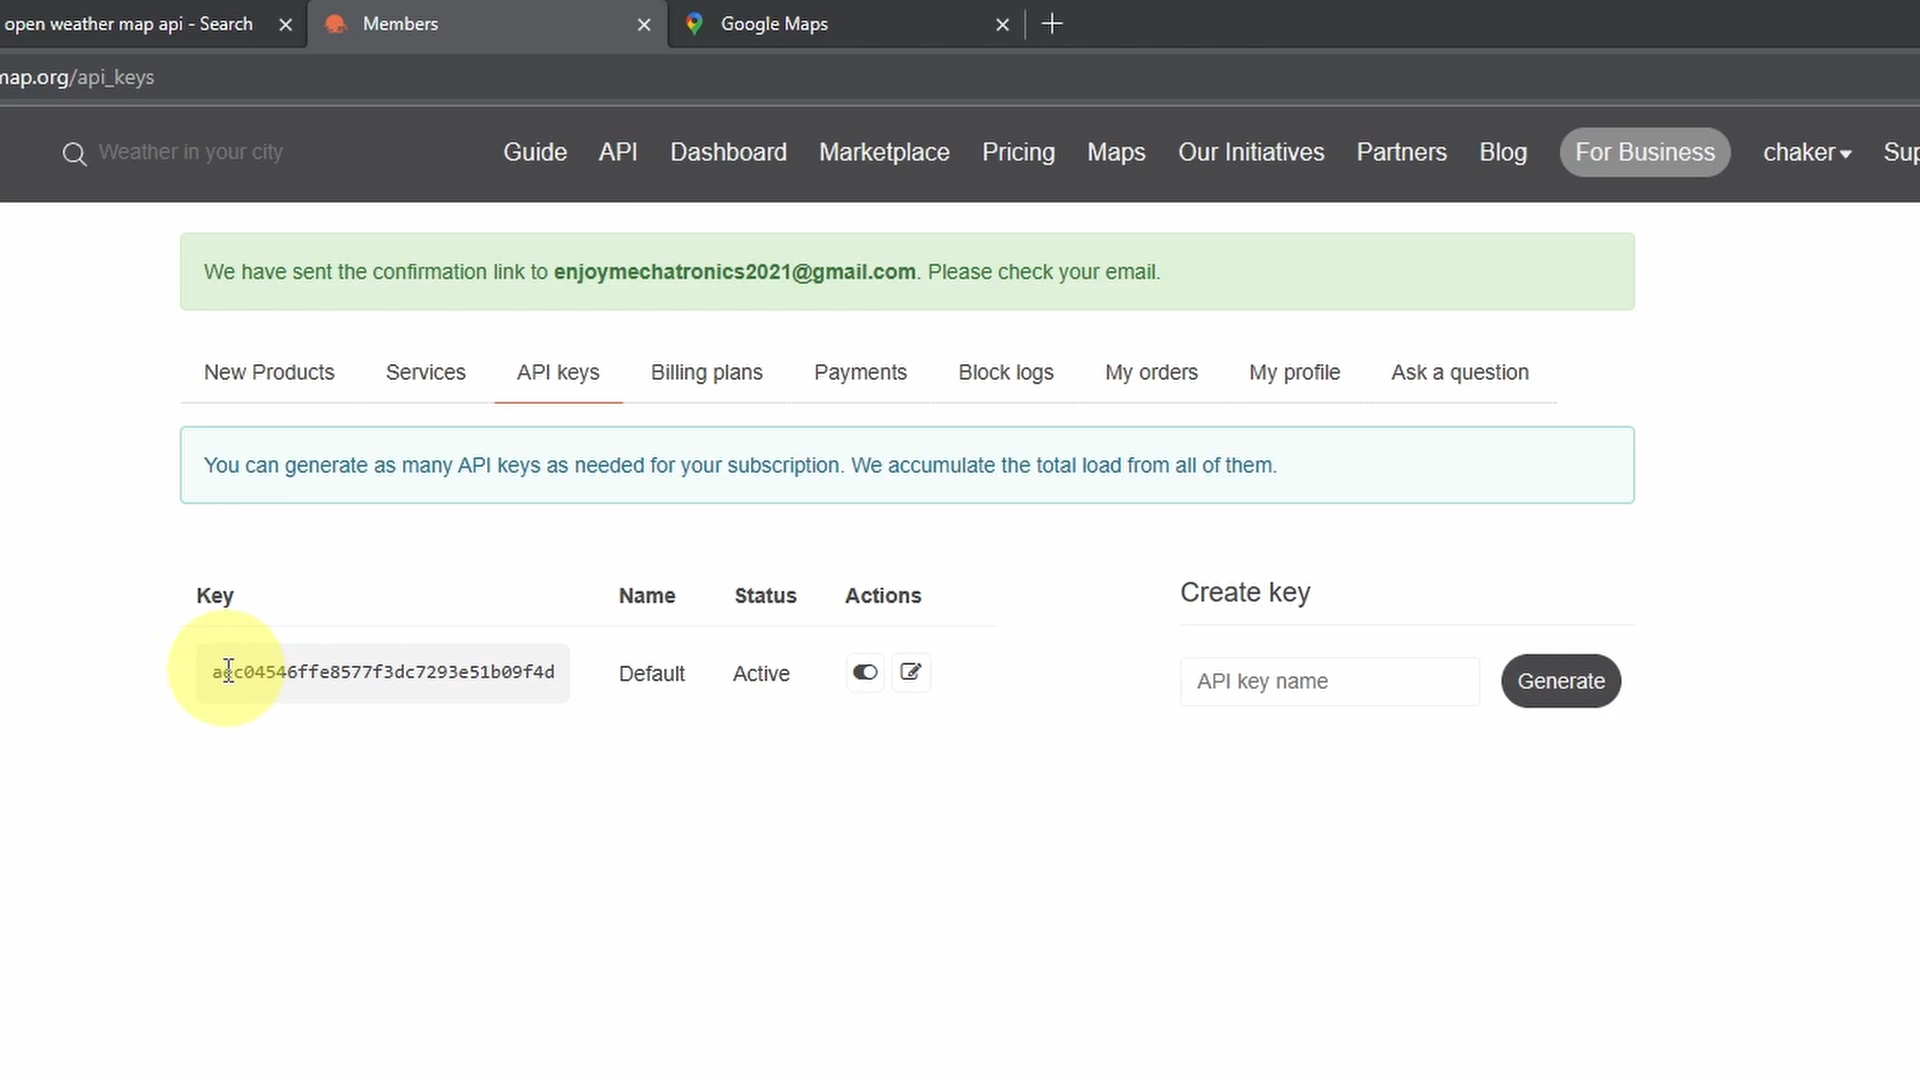 open weather map api - Search
Members
Google Maps
map.org/api_keys
Weather in your city
Guide
API
Dashboard
Marketplace
Pricing
Maps
Our Initiatives
Partners
Blog
For Business
chaker
Sup
We have sent the confirmation link to enjoymechatronics2021@gmail.com. Please check your email.
New Products
Services
API keys
Billing plans
Payments
Block logs
My orders
My profile
Ask a question
You can generate as many API keys as needed for your subscription. We accumulate the total load from all of them.
Key
Name
Status
Actions
Create key
Default
Active
API key name
Generate